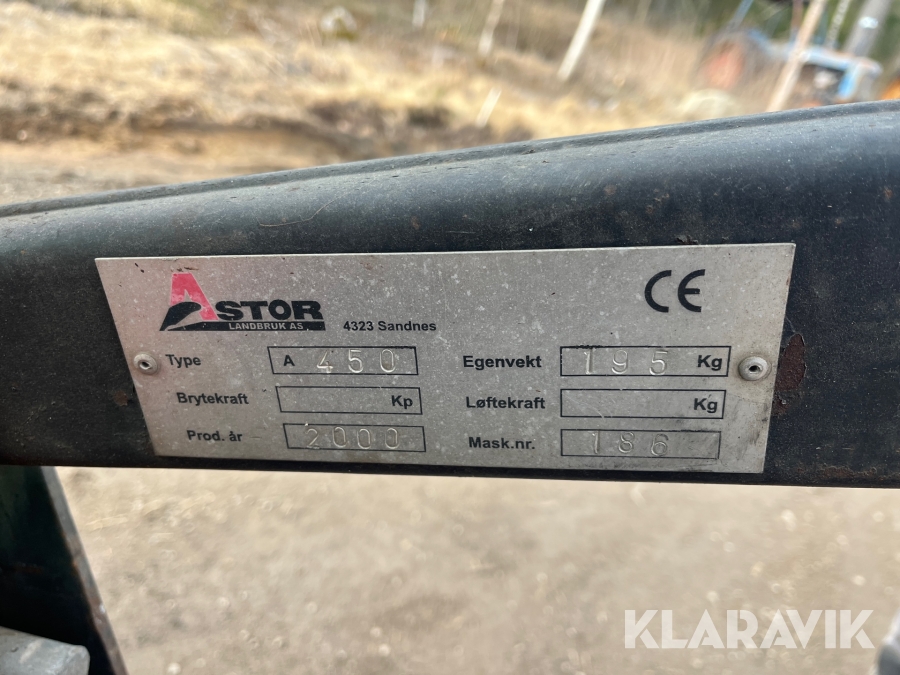 ASTOR
LANDBRUK AS.
4323 Sandnes
CE
Type A 450 Egenvekt 195 Kg
Brytekraft Kp Løftekraft Kg
Prod. år 2000 Mask.nr. 186
KLARAVIK